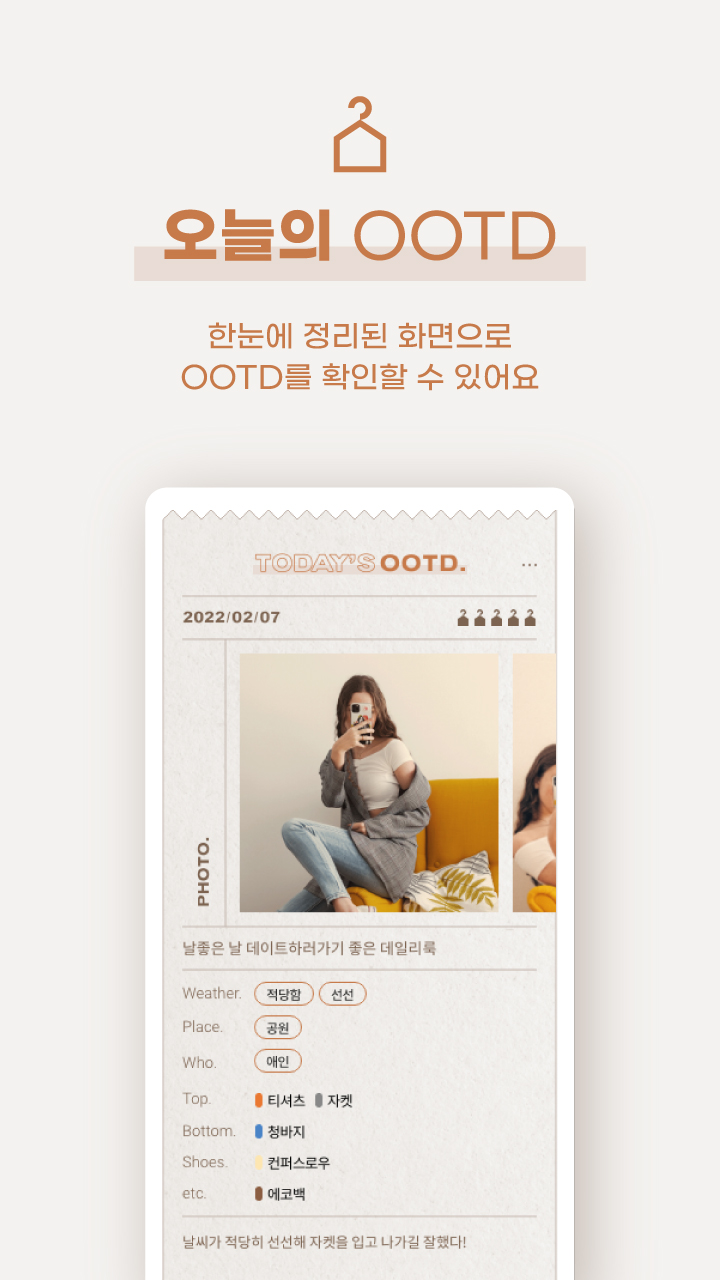 오늘의 OOTD
한눈에 정리된 화면으로
OOTD를 확인할 수 있어요
TODAY'S OOTD.
2022/02/07
PHOTO.
날좋은 날 데이트하러가기 좋은 데일리룩
Weather. 적당함 선선
Place. 공원
Who. 애인
Top. 티셔츠 자켓
Bottom. 청바지
Shoes. 컨퍼스로우
etc. 에코백
날씨가 적당히 선선해 자켓을 입고 나가길 잘했다!